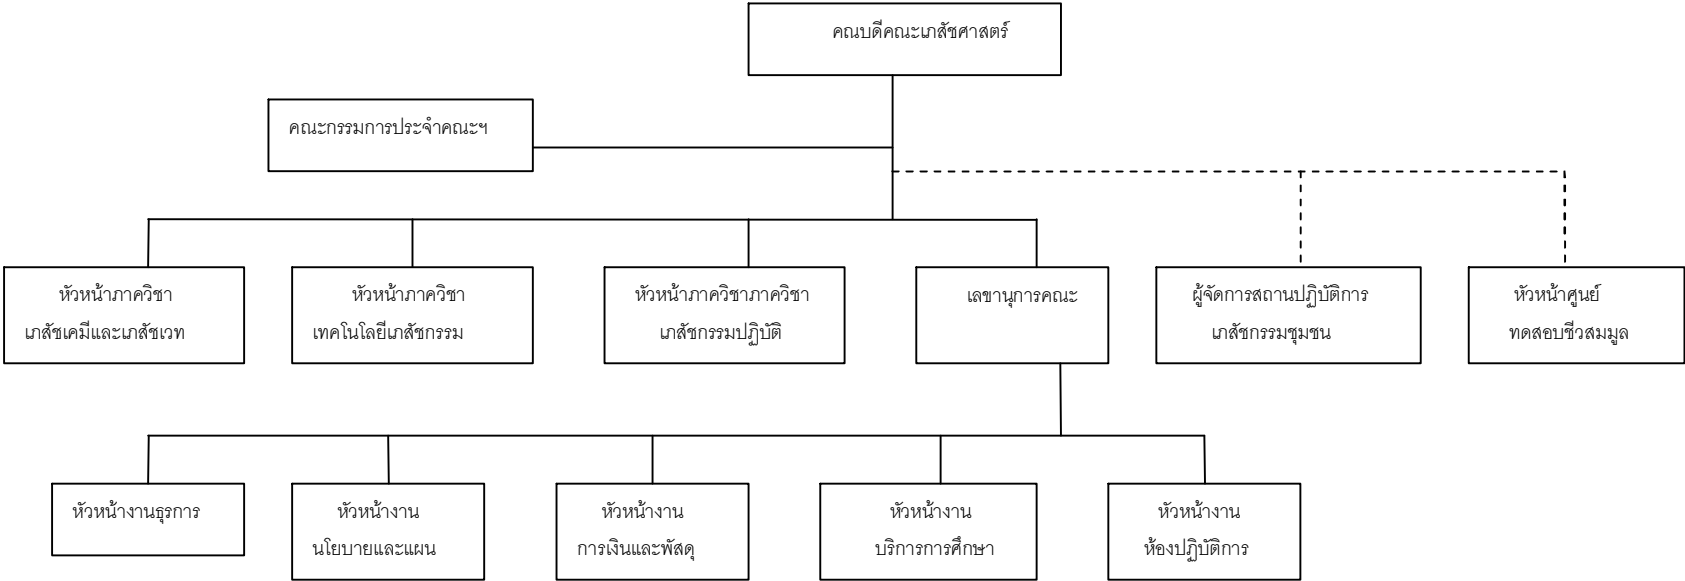 คณบดีคณะเภสัชศาสตร์
คณะกรรมการประจำคณะฯ
หัวหน้าภาควิชา
เภสัชเคมีและเภสัชเวท
หัวหน้าภาควิชา
เทคโนโลยีเภสัชกรรม
หัวหน้าภาควิชาภาควิชา
เภสัชกรรมปฏิบัติ
เลขานุการคณะ
ผู้จัดการสถานปฏิบัติการ
เภสัชกรรมชุมชน
หัวหน้าศูนย์
ทดสอบชีวสมมูล
หัวหน้างานธุรการ
หัวหน้างาน
นโยบายและแผน
หัวหน้างาน
การเงินและพัสดุ
หัวหน้างาน
บริการการศึกษา
หัวหน้างาน
ห้องปฏิบัติการ